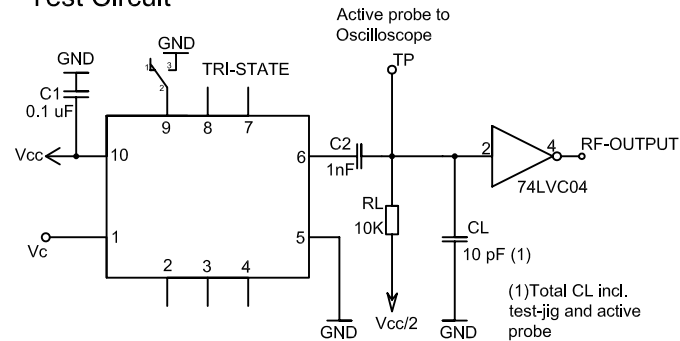 Test Circuit
Active probe to
Oscilloscope
TP
GND
GND
TRI-STATE
C1
0.1 uF
1
3
2
9
8
7
Vcc
10
6
C2
1nF
2
4
RF-OUTPUT
74LVC04
Vc
1
5
RL
10K
CL
10 pF (1)
2
3
4
GND
Vcc/2
GND
(1)Total CL incl.
test-jig and active
probe